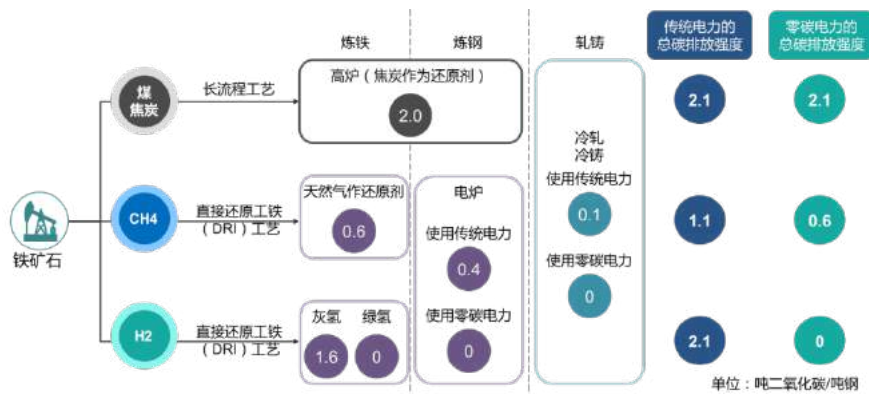 炼铁
炼钢
轧铸
传统电力的
总碳排放强度
零碳电力的
总碳排放强度
煤
焦炭
长流程工艺
高炉（焦炭作为还原剂）
2.0
2.1
2.1
冷轧
冷铸
使用传统电力
0.1
使用零碳电力
0
铁矿石
CH4
直接还原工铁
（DRI）工艺
天然气作还原剂
0.6
电炉
使用传统电力
0.4
使用零碳电力
0
1.1
0.6
H2
直接还原工铁
（DRI）工艺
灰氢
绿氢
1.6
0
2.1
0
单位：吨二氧化碳/吨钢